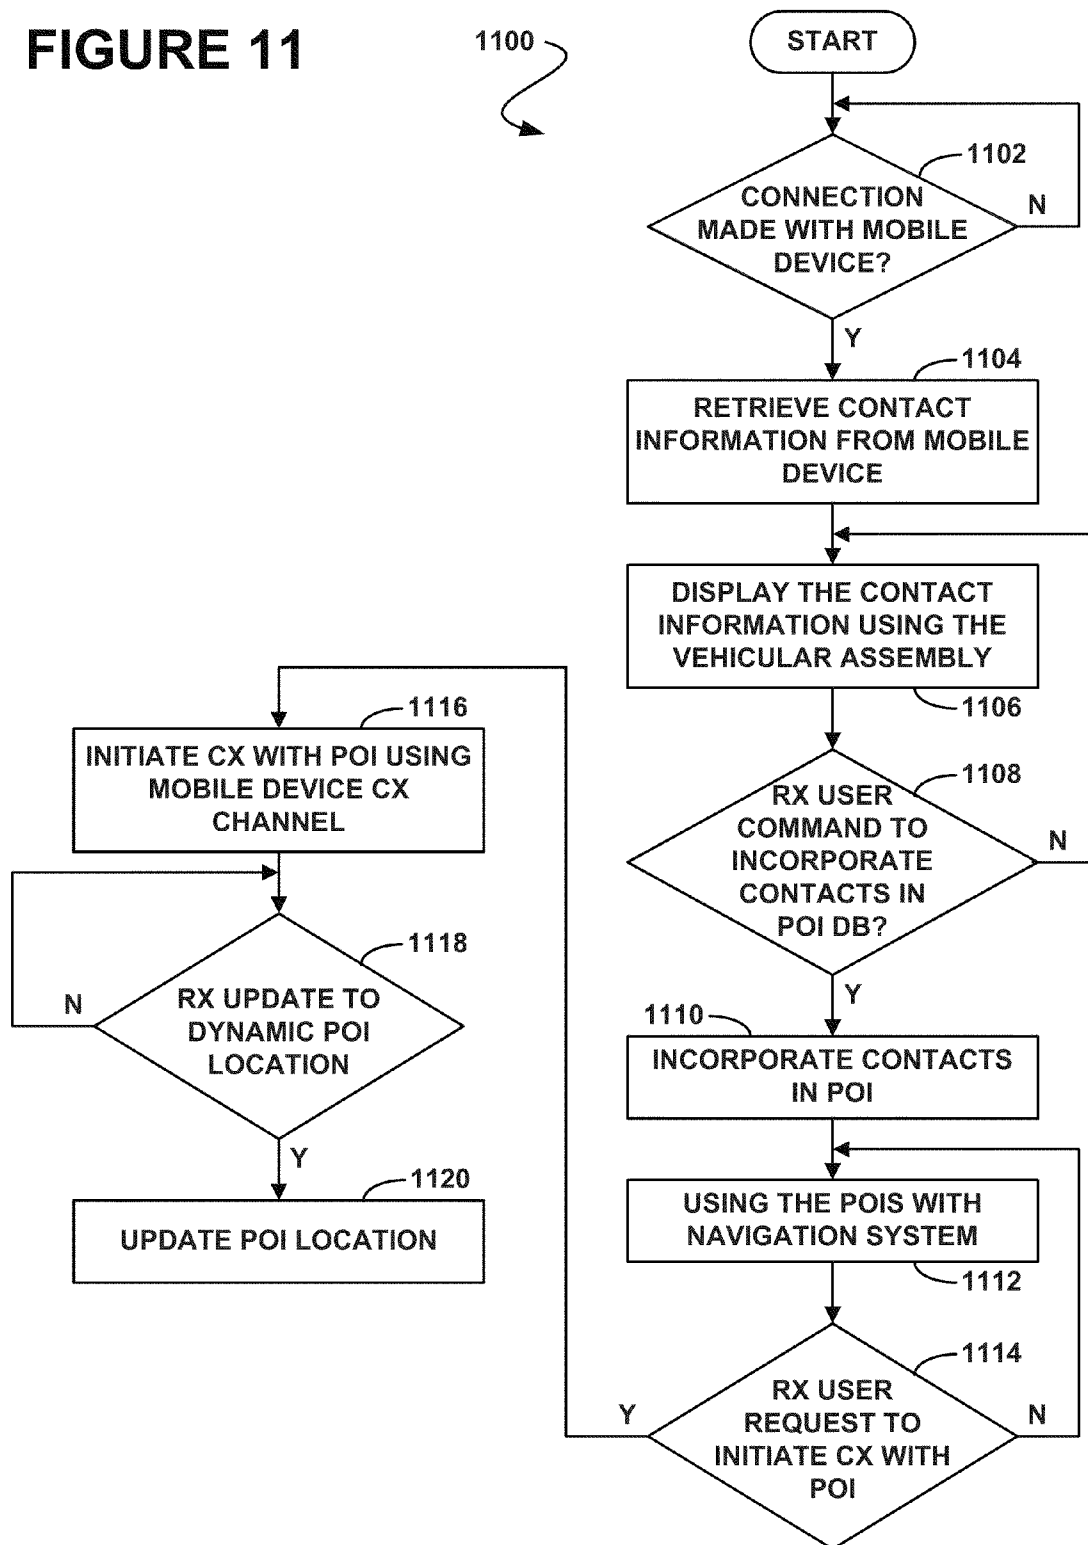 FIGURE 11
1100
START
1102
CONNECTION
MADE WITH MOBILE
DEVICE?
N
Y
1104
RETRIEVE CONTACT
INFORMATION FROM MOBILE
DEVICE
DISPLAY THE CONTACT
INFORMATION USING THE
VEHICULAR ASSEMBLY
1106
1108
RX USER
COMMAND TO
INCORPORATE
CONTACTS IN
POI DB?
N
Y
1110
INCORPORATE CONTACTS
IN POI
USING THE POIS WITH
NAVIGATION SYSTEM
1112
1114
RX USER
REQUEST TO
INITIATE CX WITH
POI
N
Y
1116
INITIATE CX WITH POI USING
MOBILE DEVICE CX
CHANNEL
1118
RX UPDATE TO
DYNAMIC POI
LOCATION
N
Y
1120
UPDATE POI LOCATION